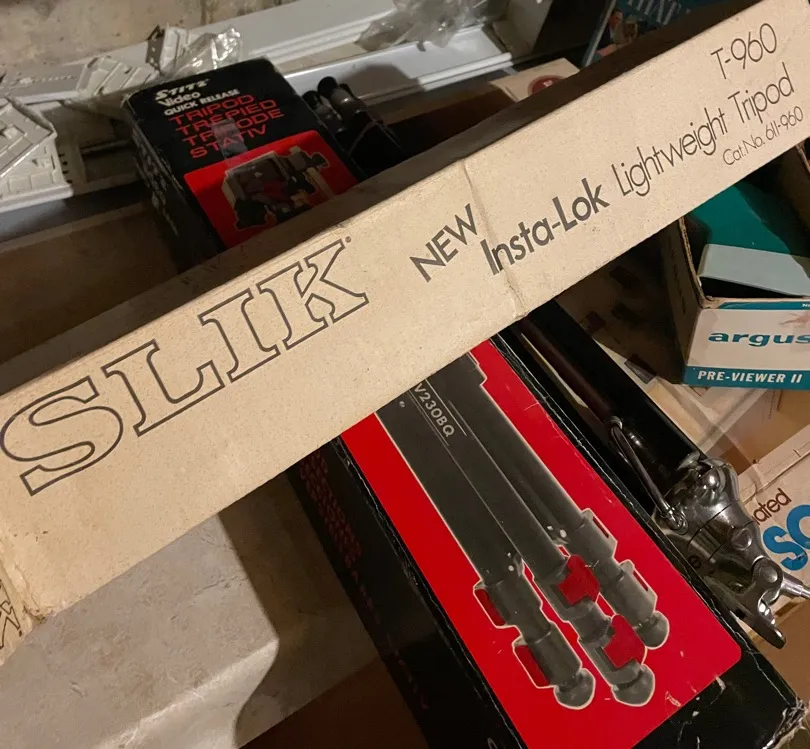 STITZ
Video
QUICK RELEASE
TRIPOD
TREPIED
TRIPODE
STATIV
SLIK
NEW
Insta-Lok Lightweight Tripod
T-960
Cat. No. 611-960
V230BQ
argus
PRE-VIEWER II